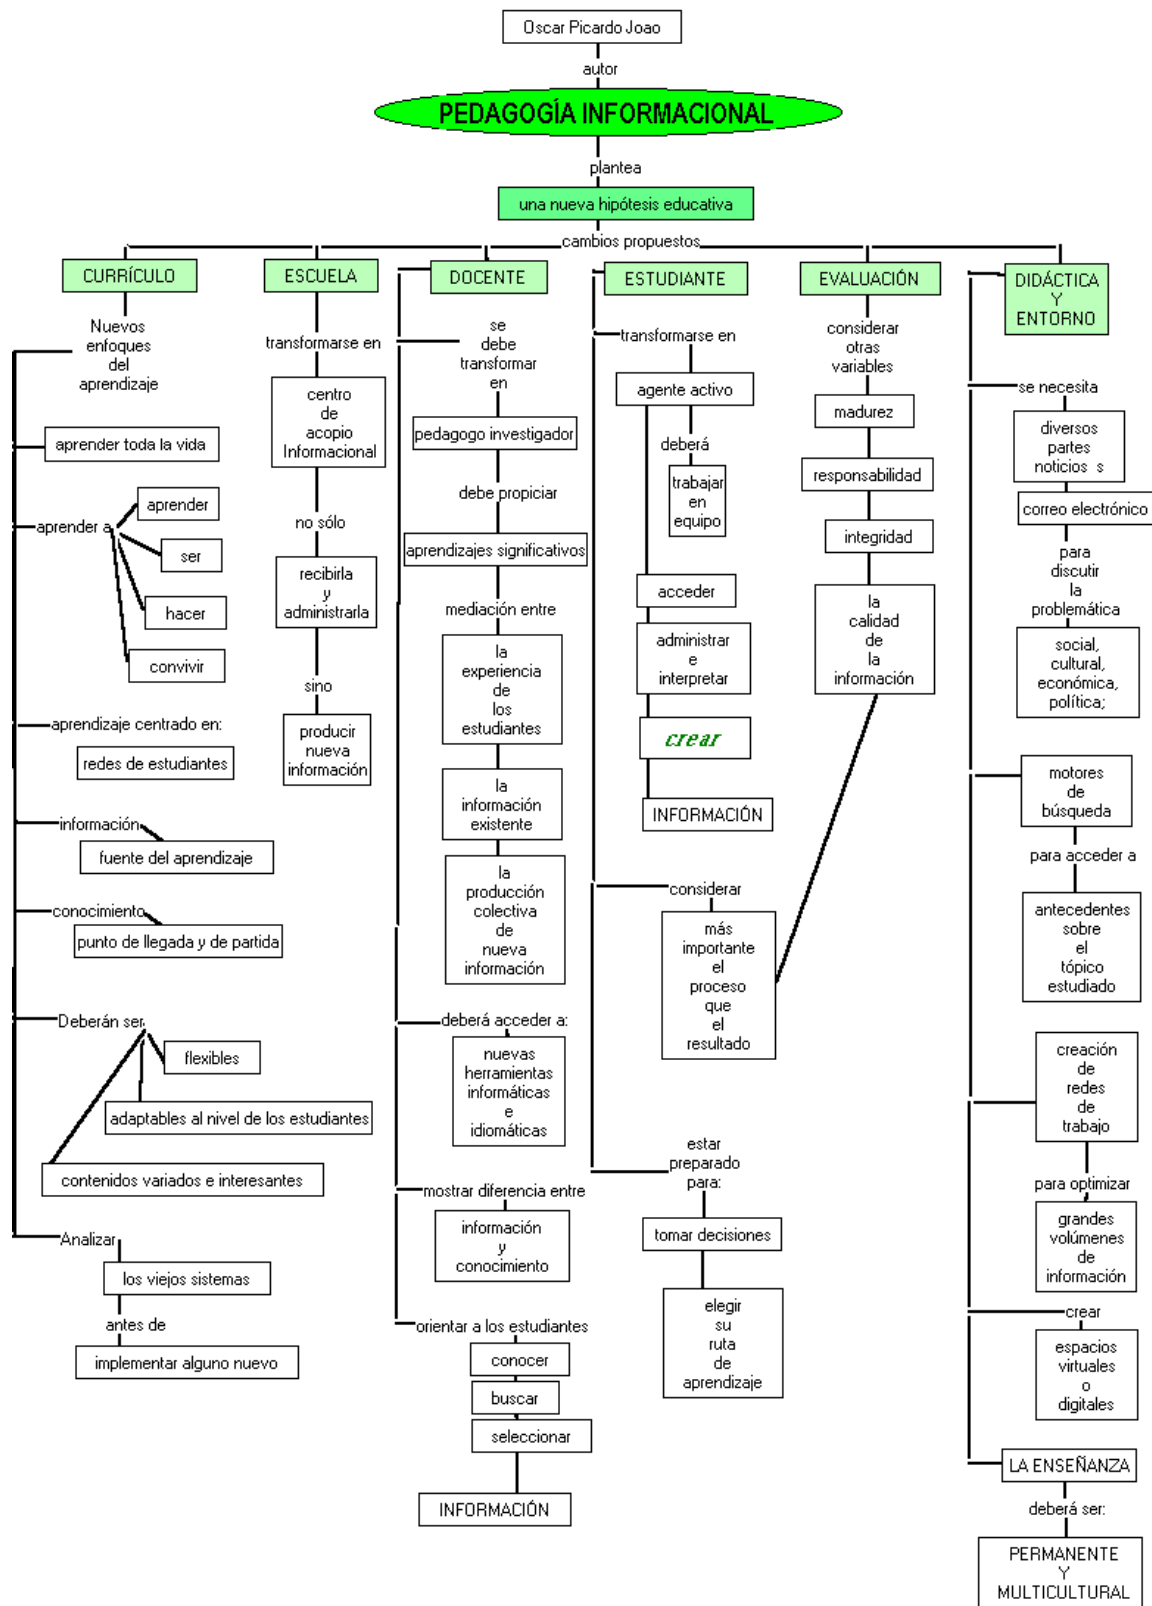 Oscar Picardo Joao
autor
PEDAGOGÍA INFORMACIONAL
plantea
una nueva hipótesis educativa
cambios propuestos
CURRÍCULO
Nuevos
enfoques
del
aprendizaje
aprender toda la vida
aprender a
aprender
ser
hacer
convivir
aprendizaje centrado en:
redes de estudiantes
información
fuente del aprendizaje
conocimiento
punto de llegada y de partida
Deberán ser
flexibles
adaptables al nivel de los estudiantes
contenidos variados e interesantes
Analizar
los viejos sistemas
antes de
implementar alguno nuevo
ESCUELA
transformarse en
centro
de
acopio
Informacional
no sólo
recibirla
y
administrarla
sino
producir
nueva
información
DOCENTE
se
debe
transformar
en
pedagogo investigador
debe propiciar
aprendizajes significativos
mediación entre
la
experiencia
de
los
estudiantes
la
información
existente
la
producción
colectiva
de
nueva
información
deberá acceder a:
nuevas
herramientas
informáticas
e
idiomáticas
mostrar diferencia entre
información
y
conocimiento
orientar a los estudiantes
conocer
buscar
seleccionar
INFORMACIÓN
ESTUDIANTE
transformarse en
agente activo
deberá
trabajar
en
equipo
acceder
administrar
e
interpretar
crear
INFORMACIÓN
considerar
más
importante
el
proceso
que
el
resultado
estar
preparado
para:
tomar decisiones
elegir
su
ruta
de
aprendizaje
EVALUACIÓN
considerar
otras
variables
madurez
responsabilidad
integridad
la
calidad
de
la
información
DIDÁCTICA
Y
ENTORNO
se necesita
diversos
partes
noticios s
correo electrónico
para
discutir
la
problemática
social,
cultural,
económica,
política;
motores
de
búsqueda
para acceder a
antecedentes
sobre
el
tópico
estudiado
creación
de
redes
de
trabajo
para optimizar
grandes
volúmenes
de
información
crear
espacios
virtuales
o
digitales
LA ENSEÑANZA
deberá ser:
PERMANENTE
Y
MULTICULTURAL